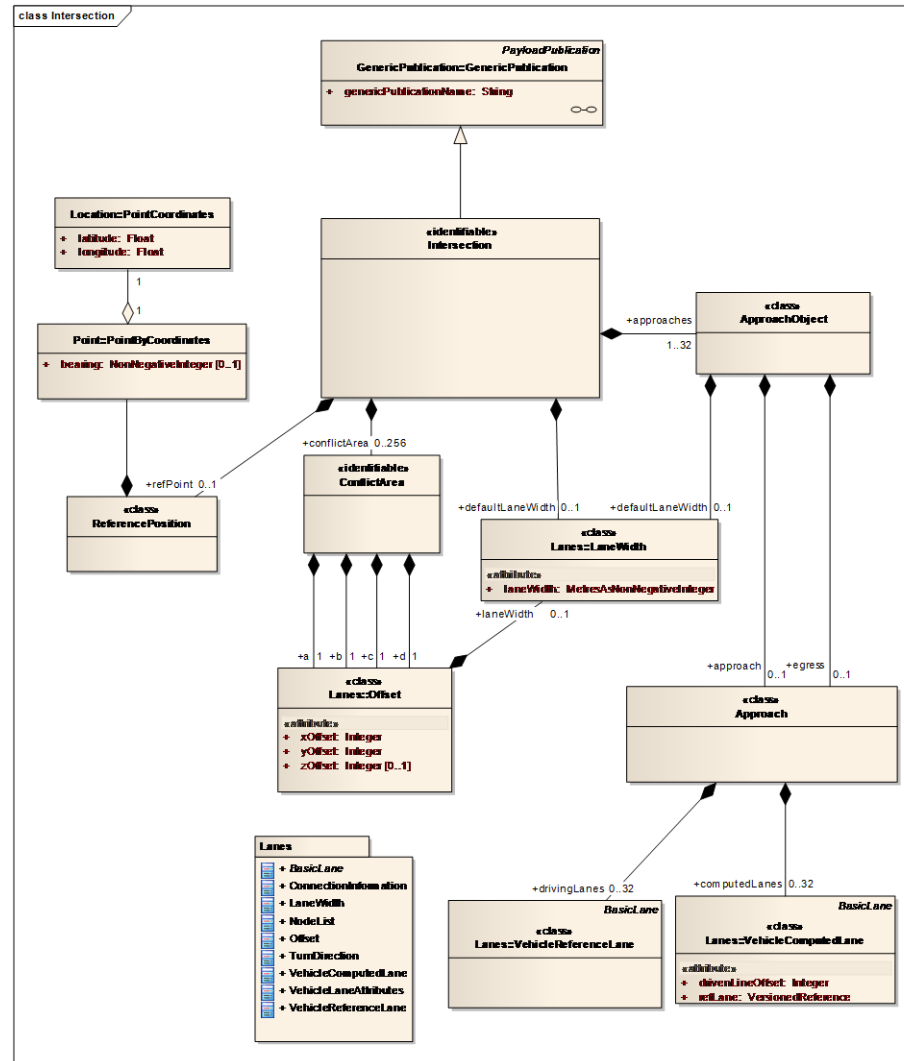 class Intersection
PayloadPublication
GenericPublication::GenericPublication
+ genericPublicationName: String
Location::PointCoordinates
+ latitude: Float
+ longitude: Float
1
1
Point::PointByCoordinates
+ bearing: NonNegativeInteger [0..1]
«identifiable»
Intersection
+approaches
1..32
«class»
ApproachObject
+refPoint 0..1
«class»
ReferencePosition
+conflictArea 0..256
«identifiable»
ConflictArea
+defaultLaneWidth 0..1
+defaultLaneWidth 0..1
«class»
Lanes::LaneWidth
«attribute»
+ laneWidth: MetresAsNonNegativeInteger
+laneWidth 0..1
+a 1 +b 1 +c 1 +d 1
«class»
Lanes::Offset
«attribute»
+ xOffset: Integer
+ yOffset: Integer
+ zOffset: Integer [0..1]
+approach 0..1
+egress 0..1
«class»
Approach
+drivingLanes 0..32
+computedLanes 0..32
BasicLane
«class»
Lanes::VehicleReferenceLane
BasicLane
«class»
Lanes::VehicleComputedLane
«attribute»
+ drivenLineOffset: Integer
+ refLane: VersionedReference
Lanes
+ BasicLane
+ ConnectionInformation
+ LaneWidth
+ NodeList
+ Offset
+ TurnDirection
+ VehicleComputedLane
+ VehicleLaneAttributes
+ VehicleReferenceLane